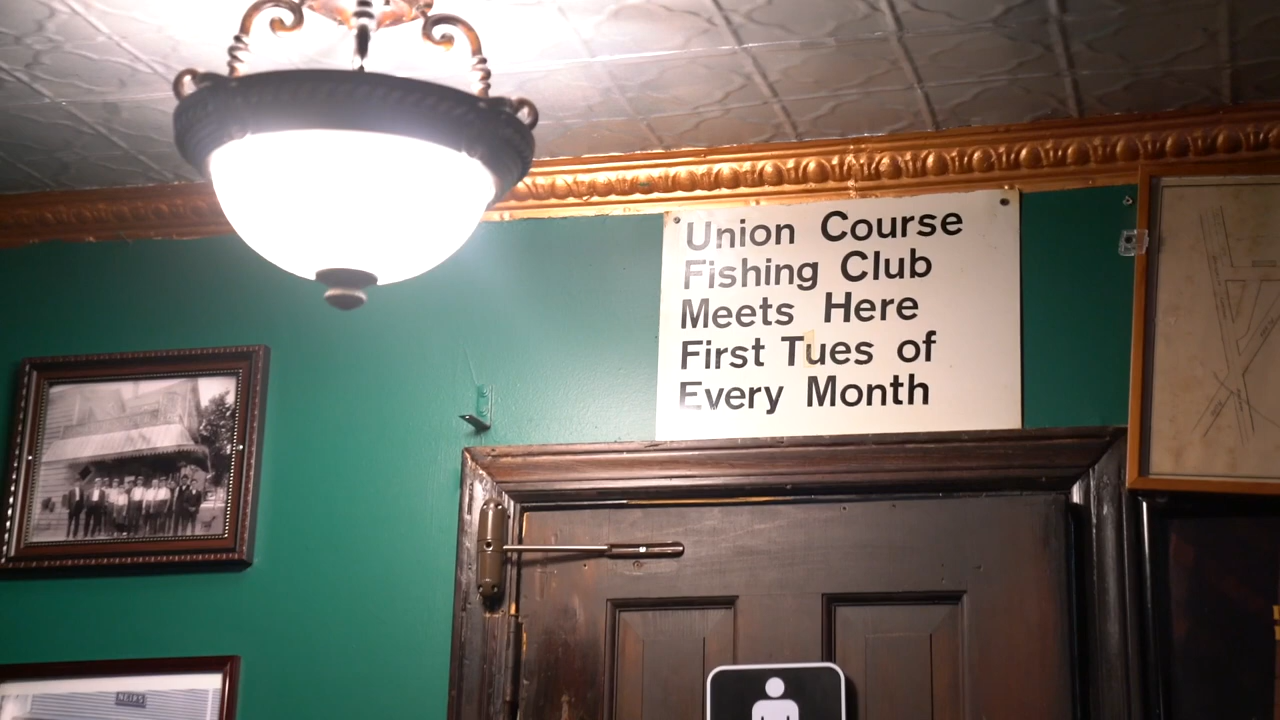 Union Course
Fishing Club
Meets Here
First Tues of
Every Month